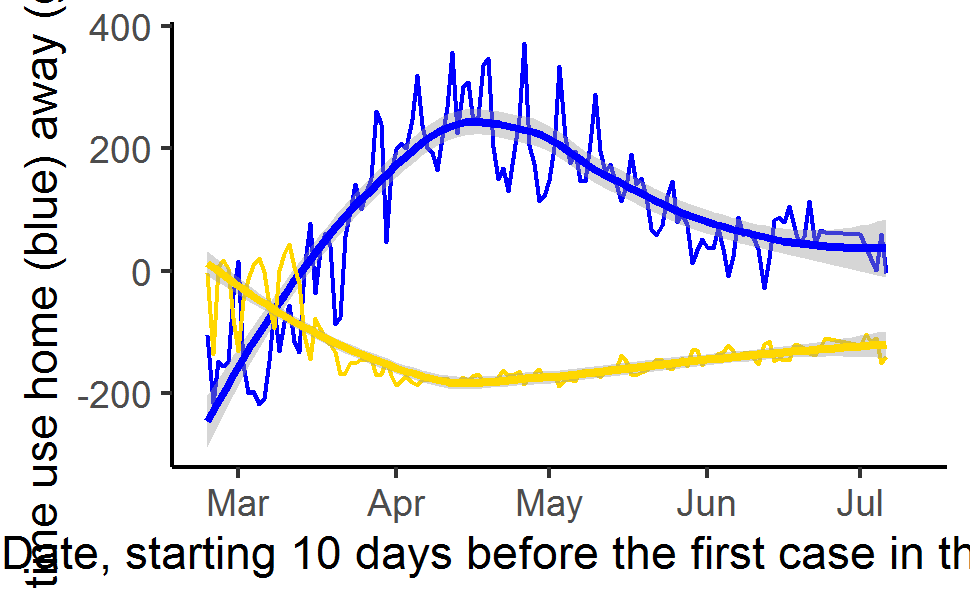 time use home (blue) away (
400
200
0
-200
Mar Apr May Jun Jul
Date, starting 10 days before the first case in th